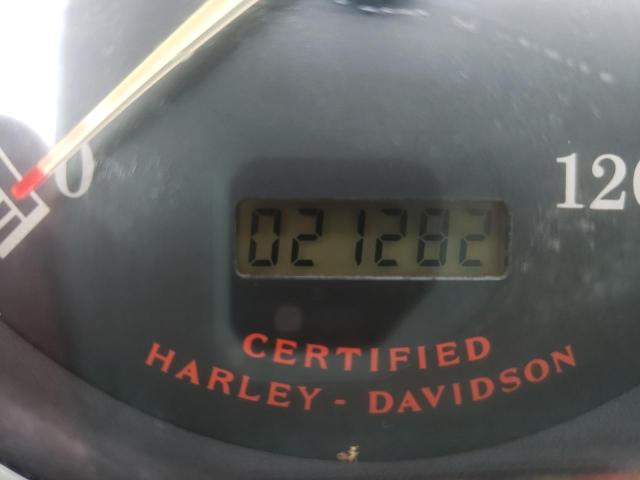 0 120
021282
CERTIFIED
HARLEY - DAVIDSON